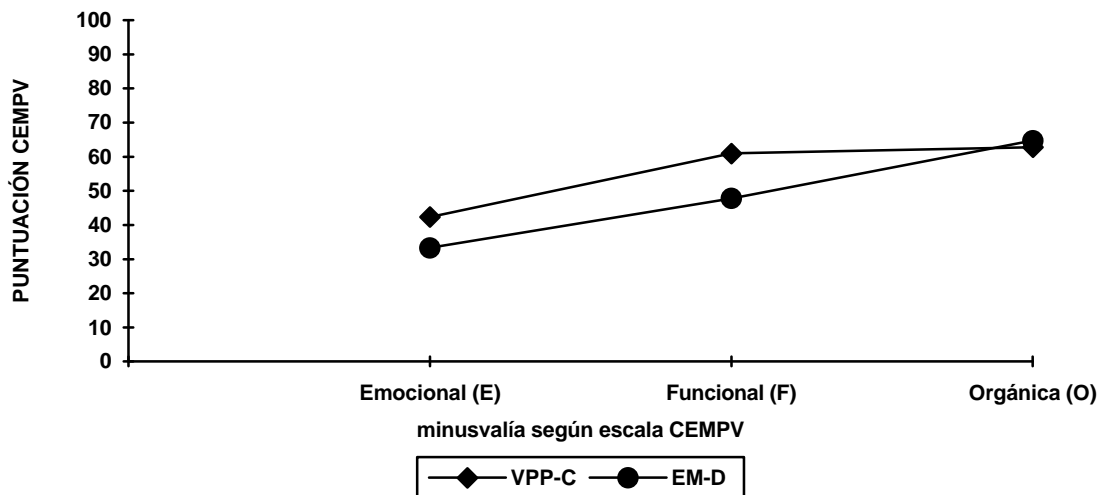 PUNTUACIÓN CEMPV
100
90
80
70
60
50
40
30
20
10
0
Emocional (E) Funcional (F) Orgánica (O)
minusvalía según escala CEMPV
VPP-C EM-D